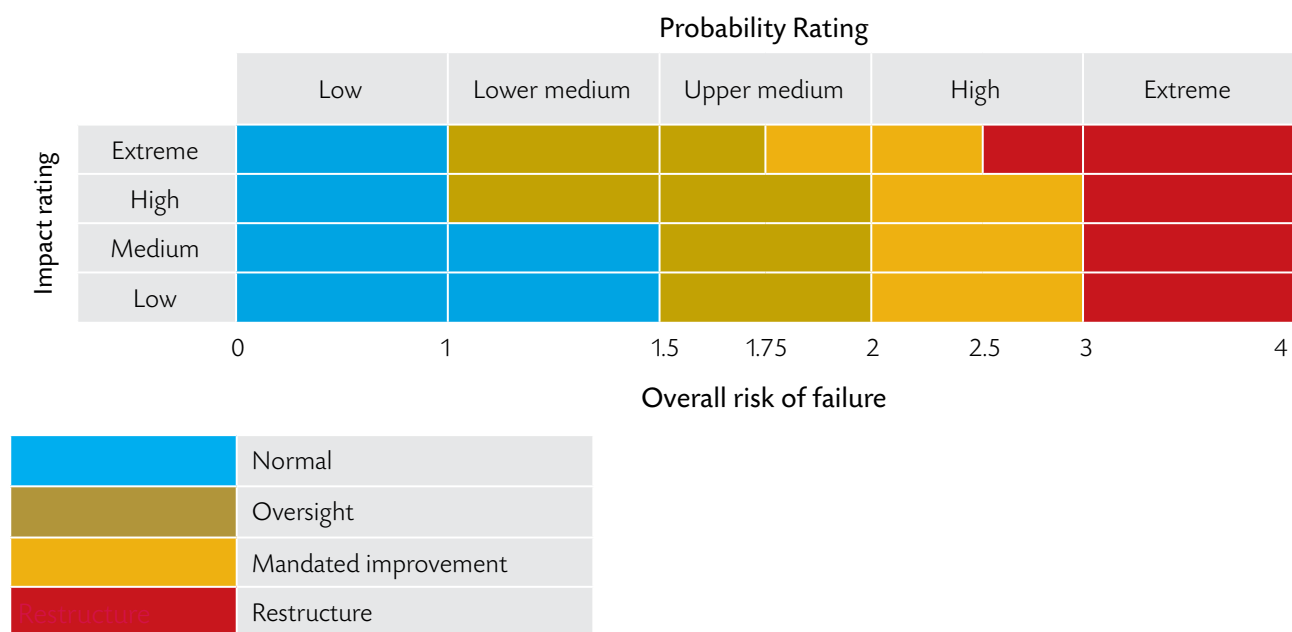 Probability Rating
Low Lower medium Upper medium High Extreme
Impact rating
Extreme
High
Medium
Low
0 1 1.5 1.75 2 2.5 3 4
Overall risk of failure
Normal
Oversight
Mandated improvement
Restructure Restructure